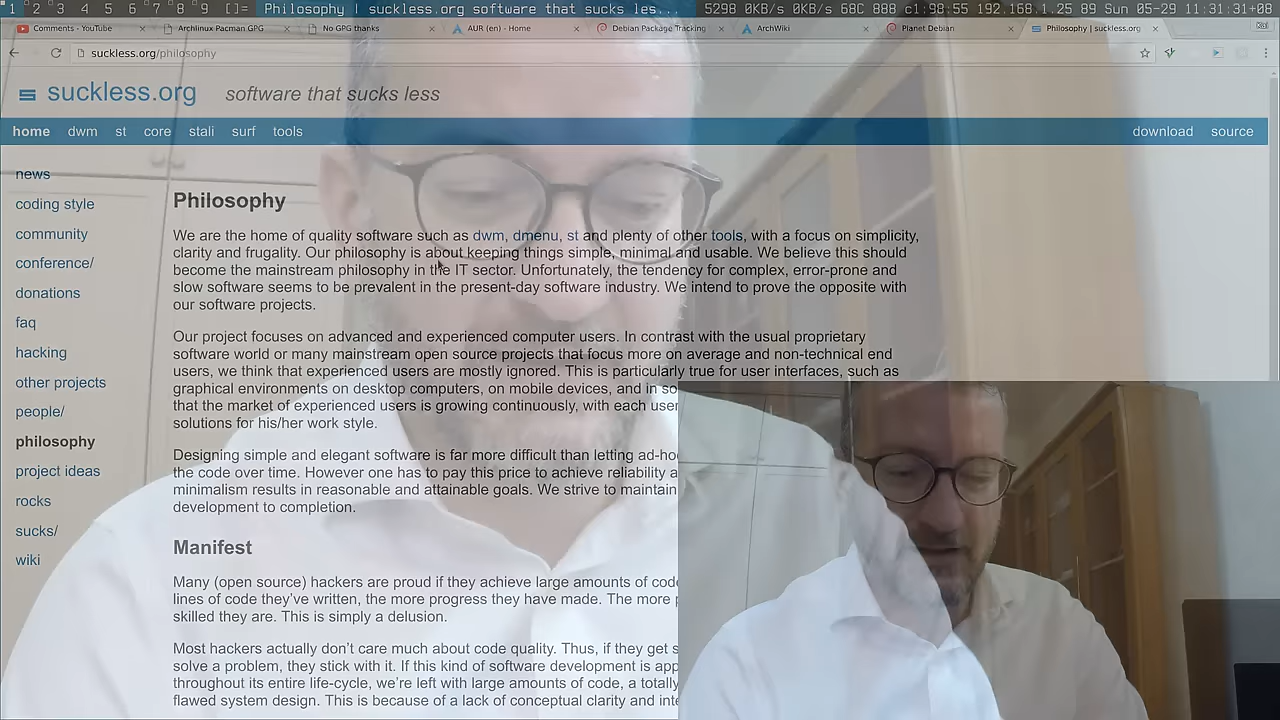 1 2 3 4 5 6 7 8 9 []= Philosophy | suckless.org software that sucks les... 5298 0KB/s 0KB/s 68C 888 c1:98:55 192.168.1.25 89 Sun 05-29 11:31:31+08
Comments - YouTube Archlinux Pacman GPG No GPG thanks AUR (en) - Home Debian Package Tracking ArchWiki Planet Debian Philosophy | suckless.org
suckless.org/philosophy
suckless.org software that sucks less
home dwm st core stali surf tools download source
news
coding style
community
conference/
donations
faq
hacking
other projects
people/
philosophy
project ideas
rocks
sucks/
wiki
Philosophy
We are the home of quality software such as dwm, dmenu, st and plenty of other tools, with a focus on simplicity,
clarity and frugality. Our philosophy is about keeping things simple, minimal and usable. We believe this should
become the mainstream philosophy in the IT sector. Unfortunately, the tendency for complex, error-prone and
slow software seems to be prevalent in the present-day software industry. We intend to prove the opposite with
our software projects.
Our project focuses on advanced and experienced computer users. In contrast with the usual proprietary
software world or many mainstream open source projects that focus more on average and non-technical end
users, we think that experienced users are mostly ignored. This is particularly true for user interfaces, such as
graphical environments on desktop computers, on mobile devices, and in so
that the market of experienced users is growing continuously, with each user
solutions for his/her work style.
Designing simple and elegant software is far more difficult than letting ad-ho
the code over time. However one has to pay this price to achieve reliability a
minimalism results in reasonable and attainable goals. We strive to maintain
development to completion.
Manifest
Many (open source) hackers are proud if they achieve large amounts of code
lines of code they've written, the more progress they have made. The more p
skilled they are. This is simply a delusion.
Most hackers actually don't care much about code quality. Thus, if they get s
solve a problem, they stick with it. If this kind of software development is app
throughout its entire life-cycle, we're left with large amounts of code, a totally
flawed system design. This is because of a lack of conceptual clarity and inte